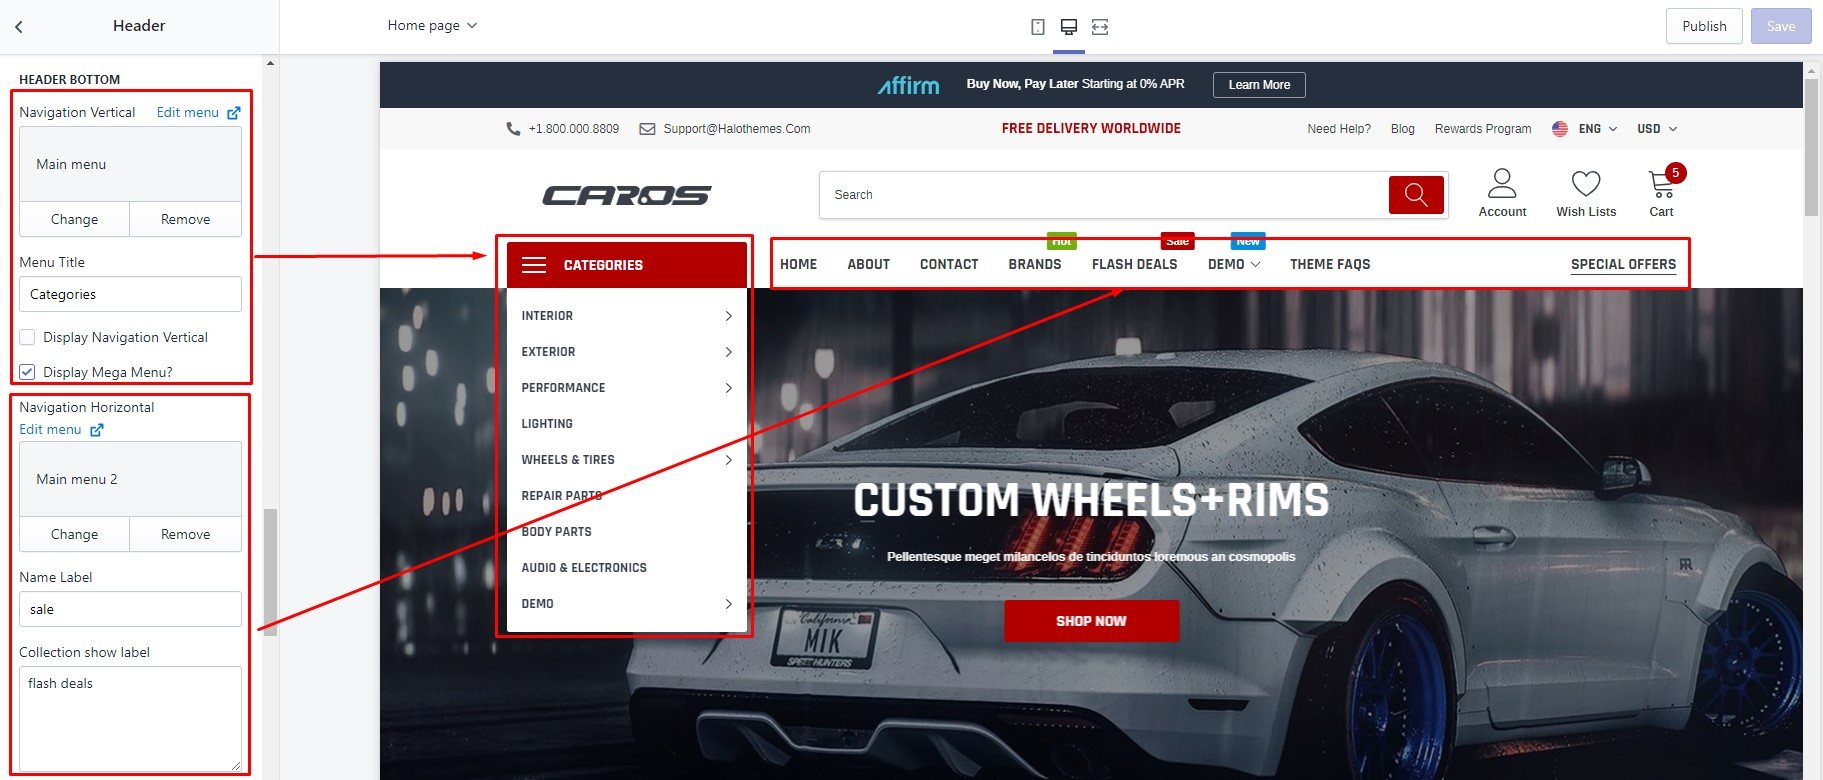 Header
Home page
Publish
Save
HEADER BOTTOM
Navigation Vertical
Edit menu
Main menu
Change
Remove
Menu Title
Categories
Display Navigation Vertical
Display Mega Menu?
Navigation Horizontal
Edit menu
Main menu 2
Change
Remove
Name Label
sale
Collection show label
flash deals
affirm
Buy Now, Pay Later Starting at 0% APR
Learn More
+1.800.000.8809
Support@Halothemes.Com
FREE DELIVERY WORLDWIDE
Need Help?
Blog
Rewards Program
ENG
USD
CAROS
Search
Account
Wish Lists
5
Cart
CATEGORIES
Hot
Sale
New
HOME
ABOUT
CONTACT
BRANDS
FLASH DEALS
DEMO
THEME FAQS
SPECIAL OFFERS
INTERIOR
EXTERIOR
PERFORMANCE
LIGHTING
WHEELS & TIRES
REPAIR PARTS
BODY PARTS
AUDIO & ELECTRONICS
DEMO
CUSTOM WHEELS+RIMS
Pellentesque meget milancelos de tinciduntos foremous an cosmopolis
SHOP NOW
California
MIK
SPEEDHUNTERS